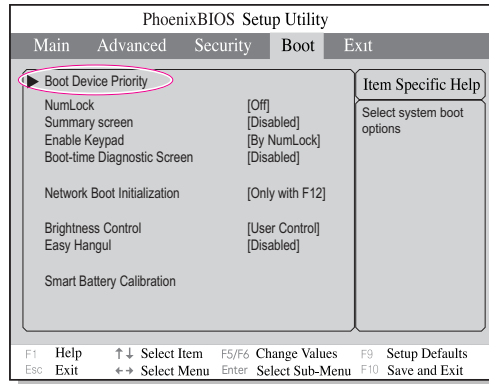 PhoenixBIOS Setup Utility
Main Advanced Security Boot Exit
▶ Boot Device Priority
NumLock [Off]
Summary screen [Disabled]
Enable Keypad [By NumLock]
Boot-time Diagnostic Screen [Disabled]
Network Boot Initialization [Only with F12]
Brightness Control [User Control]
Easy Hangul [Disabled]
Smart Battery Calibration
Item Specific Help
Select system boot
options
F1 Help ↑↓ Select Item F5/F6 Change Values F9 Setup Defaults
Esc Exit ←→ Select Menu Enter Select Sub-Menu F10 Save and Exit